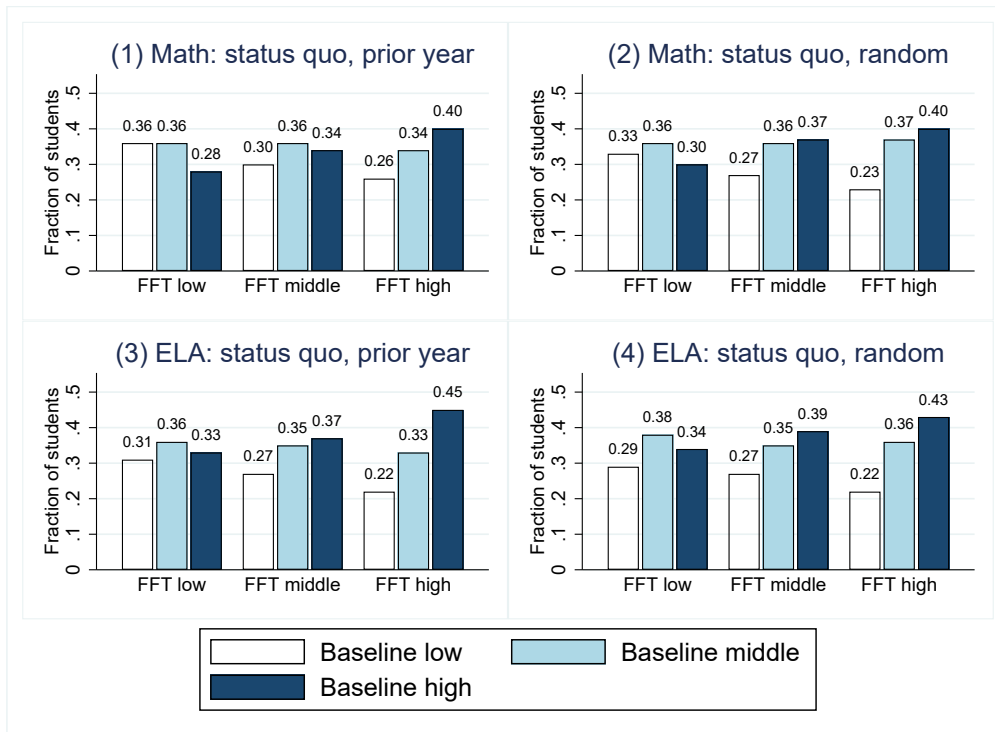 (1) Math: status quo, prior year
Fraction of students
0 .1 .2 .3 .4 .5
0.36 0.36 0.28 0.30 0.36 0.34 0.26 0.34 0.40
FFT low FFT middle FFT high
(2) Math: status quo, random
Fraction of students
0 .1 .2 .3 .4 .5
0.33 0.36 0.30 0.27 0.36 0.37 0.23 0.37 0.40
FFT low FFT middle FFT high
(3) ELA: status quo, prior year
Fraction of students
0 .1 .2 .3 .4 .5
0.31 0.36 0.33 0.27 0.35 0.37 0.22 0.33 0.45
FFT low FFT middle FFT high
(4) ELA: status quo, random
Fraction of students
0 .1 .2 .3 .4 .5
0.29 0.38 0.34 0.27 0.35 0.39 0.22 0.36 0.43
FFT low FFT middle FFT high
Baseline low Baseline middle
Baseline high